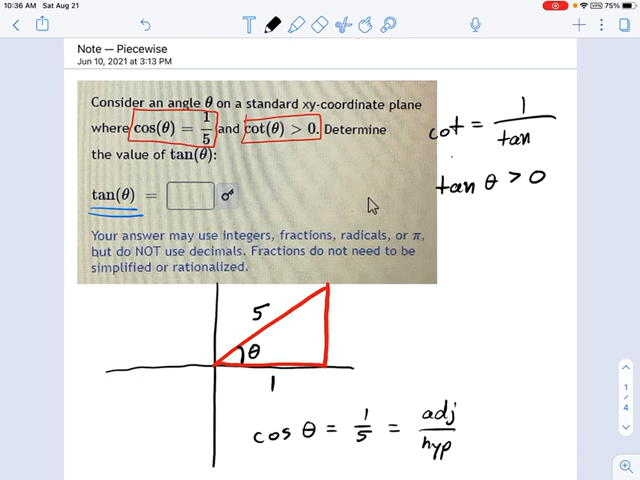 10:36 AM Sat Aug 21
75%
Note — Piecewise
Jun 10, 2021 at 3:13 PM
Consider an angle θ on a standard xy-coordinate plane
where cos(θ) = 1/5 and cot(θ) > 0. Determine
the value of tan(θ):
tan(θ) =
Your answer may use integers, fractions, radicals, or π,
but do NOT use decimals. Fractions do not need to be
simplified or rationalized.
cot = 1/tan
tan θ > 0
5
θ
1
cos θ = 1/5 = adj/hyp
1
/
4